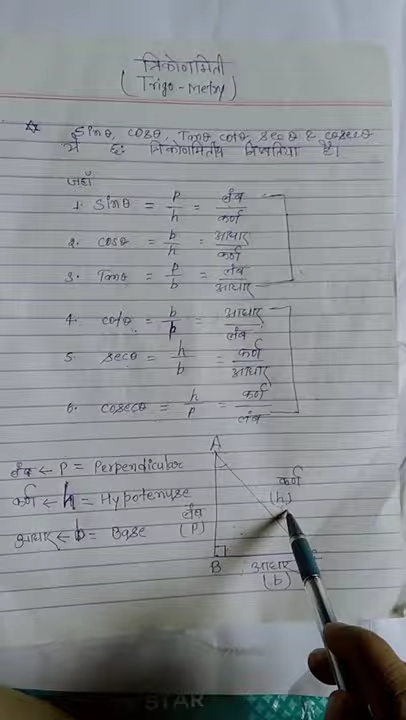 त्रिकोणमिती
(Trigo-Metry)
☆ Sinθ, cosθ, Tanθ cotθ, secθ & cosecθ
ये छः त्रिकोणमितीय निष्पतिया है।
जहाँ
1. Sinθ = p/h = लंब/कर्ण
2. cosθ = b/h = आधार/कर्ण
3. Tanθ = p/b = लंब/आधार
4. cotθ = b/p = आधार/लंब
5. secθ = h/b = कर्ण/आधार
6. cosecθ = h/p = कर्ण/लंब
लंब ← P = Perpendicular
कर्ण ← h = Hypotenuse
आधार ← b = Base
A
कर्ण
(h)
लंब
(P)
B
आधार
(b)
STAR